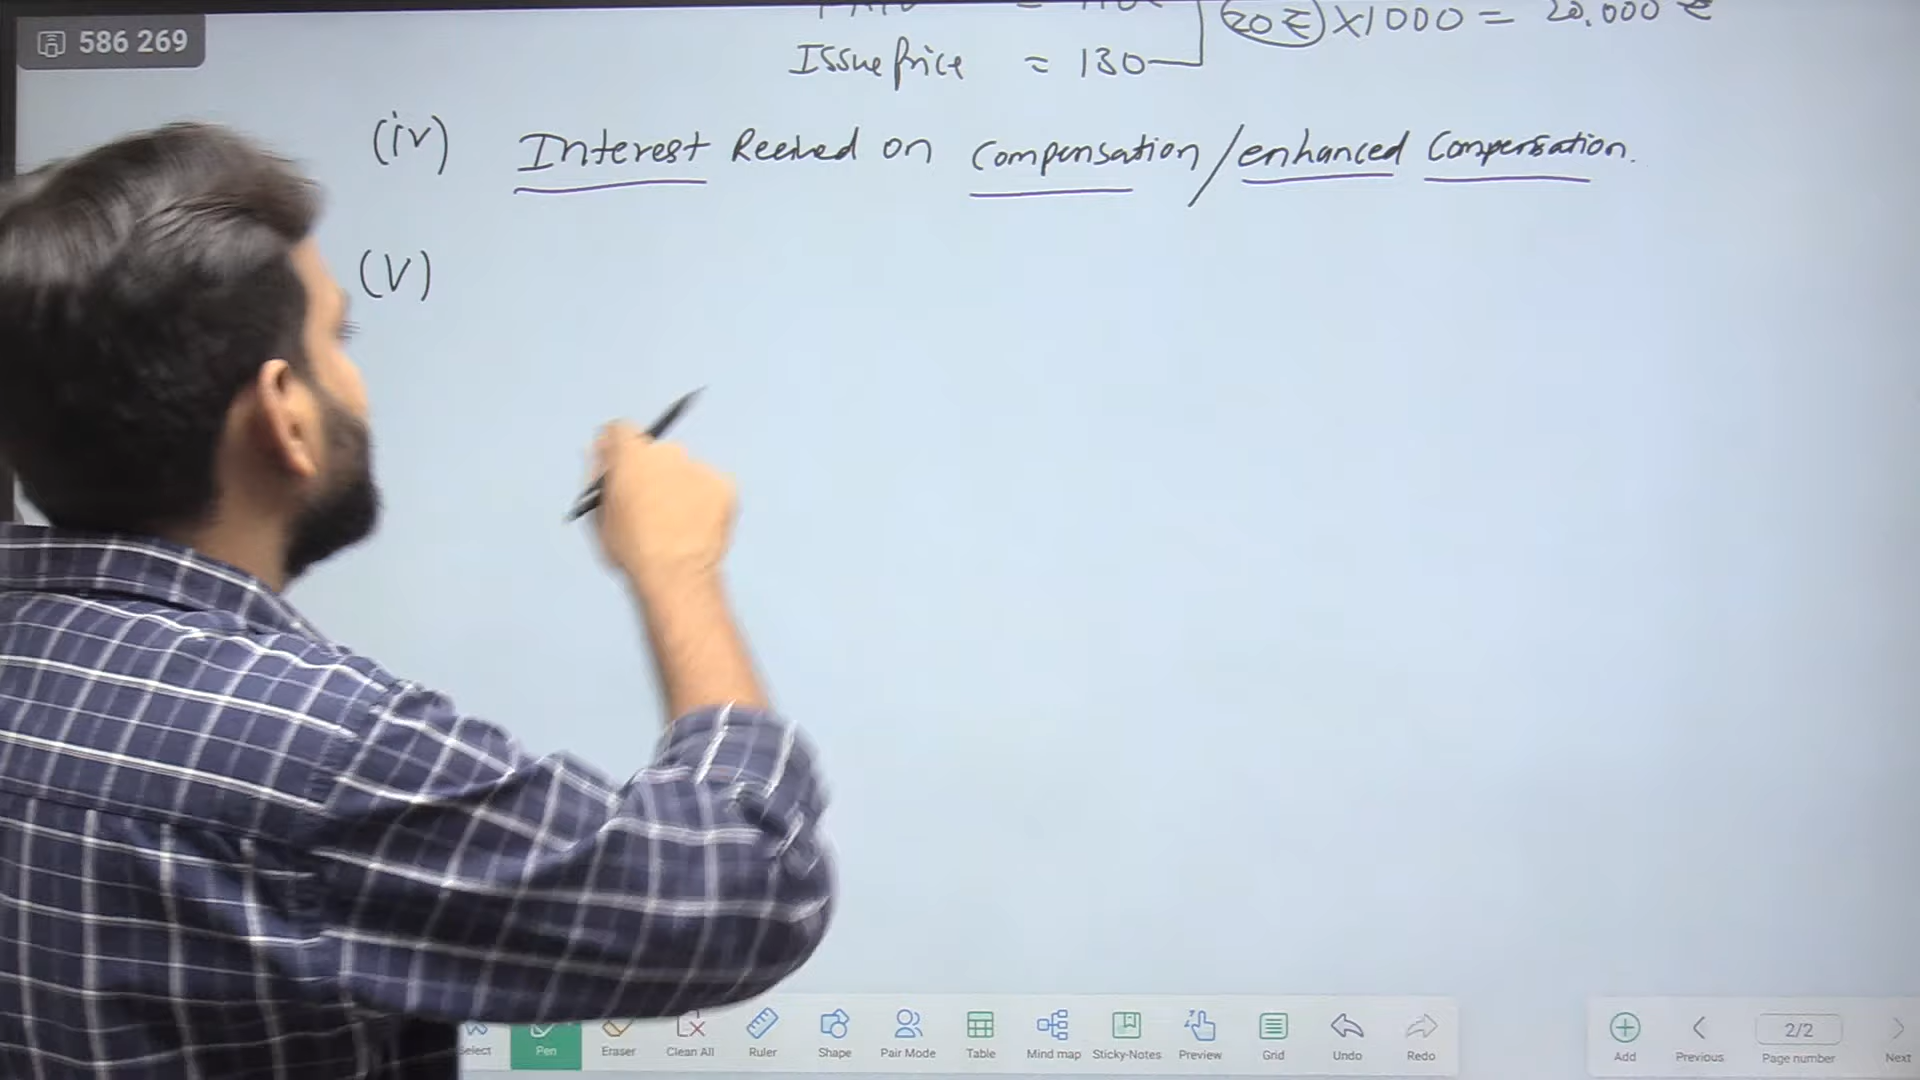 586 269
20 ₹ X1000 = 20,000 ₹
Issue Price = 130
(iv) Interest Received on Compensation / enhanced Compensation.
(V)
Select Pen Eraser Clean All Ruler Shape Pair Mode Table Mind map Sticky-Notes Preview Grid Undo Redo
Add Previous 2/2 Page number Next